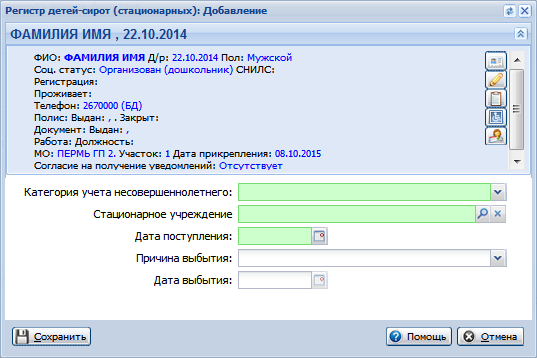 Регистр детей-сирот (стационарных): Добавление
ФАМИЛИЯ ИМЯ , 22.10.2014
ФИО: ФАМИЛИЯ ИМЯ Д/р: 22.10.2014 Пол: Мужской
Соц. статус: Организован (дошкольник) СНИЛС:
Регистрация:
Проживает:
Телефон: 2670000 (БД)
Полис: Выдан: , . Закрыт:
Документ: Выдан: ,
Работа: Должность:
МО: ПЕРМЬ ГП 2. Участок: 1 Дата прикрепления: 08.10.2015
Согласие на получение уведомлений: Отсутствует
Категория учета несовершеннолетнего:
Стационарное учреждение
Дата поступления:
Причина выбытия:
Дата выбытия:
Сохранить Помощь Отмена